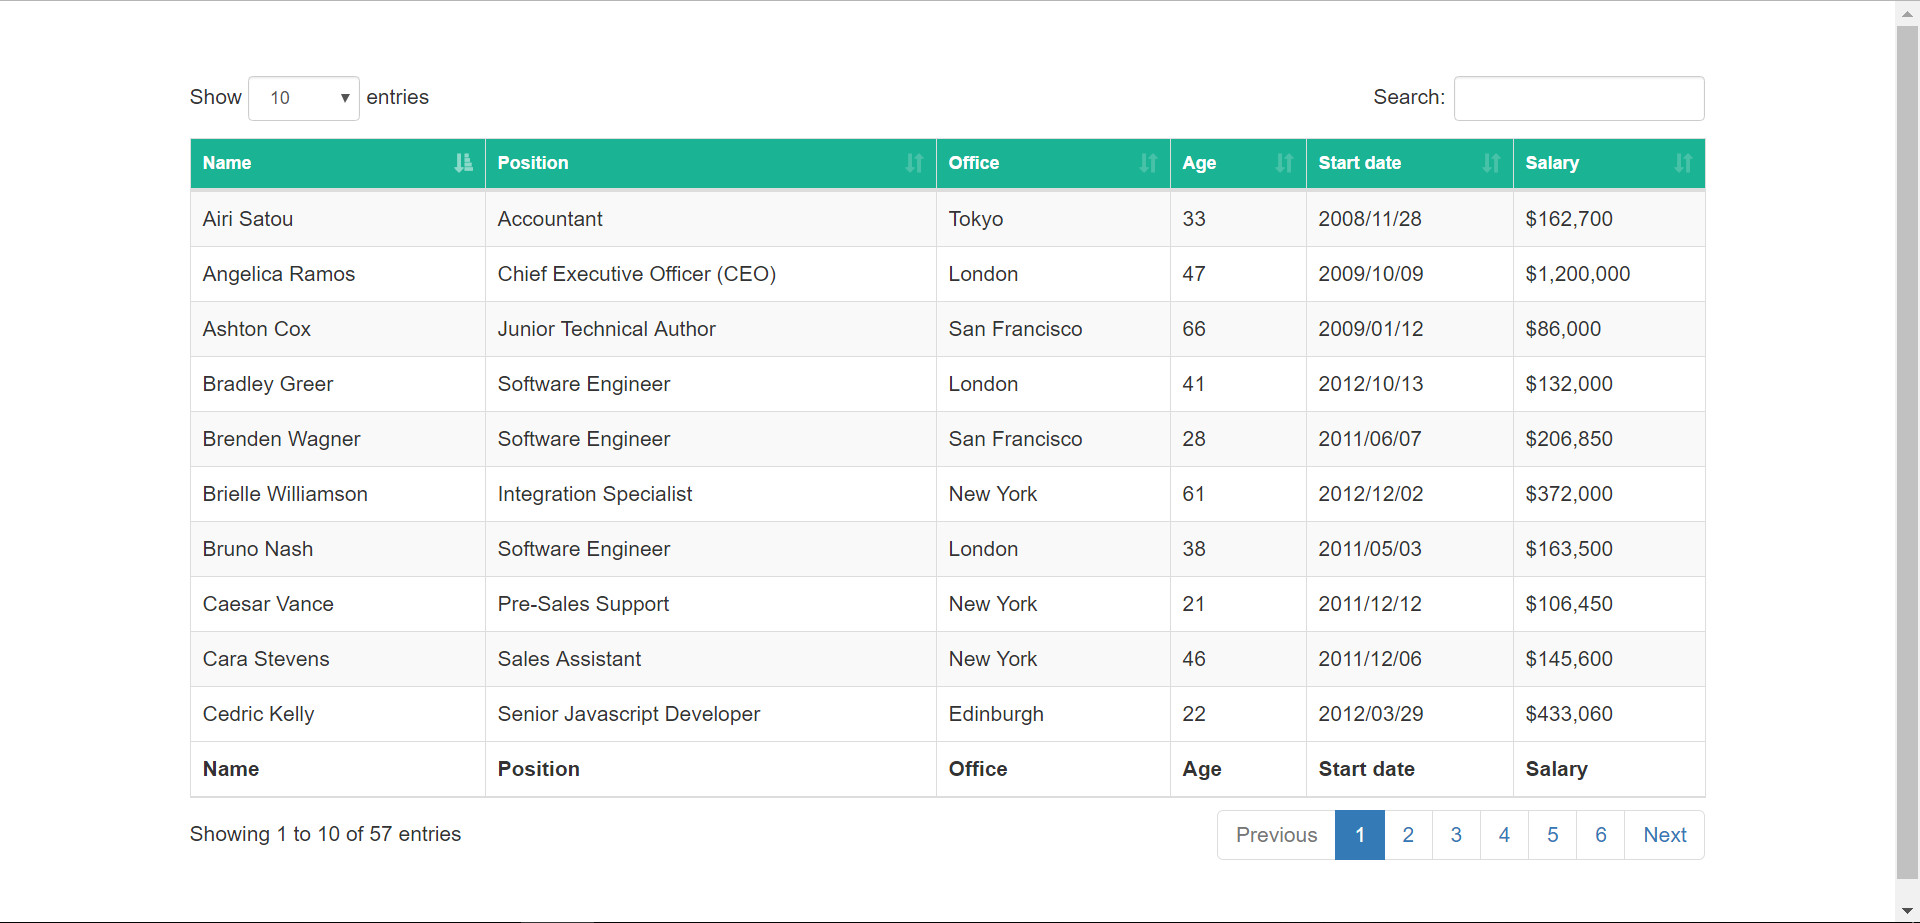 Show 10 entries Search:
Name Position Office Age Start date Salary
Airi Satou Accountant Tokyo 33 2008/11/28 $162,700
Angelica Ramos Chief Executive Officer (CEO) London 47 2009/10/09 $1,200,000
Ashton Cox Junior Technical Author San Francisco 66 2009/01/12 $86,000
Bradley Greer Software Engineer London 41 2012/10/13 $132,000
Brenden Wagner Software Engineer San Francisco 28 2011/06/07 $206,850
Brielle Williamson Integration Specialist New York 61 2012/12/02 $372,000
Bruno Nash Software Engineer London 38 2011/05/03 $163,500
Caesar Vance Pre-Sales Support New York 21 2011/12/12 $106,450
Cara Stevens Sales Assistant New York 46 2011/12/06 $145,600
Cedric Kelly Senior Javascript Developer Edinburgh 22 2012/03/29 $433,060
Name Position Office Age Start date Salary
Showing 1 to 10 of 57 entries Previous 1 2 3 4 5 6 Next